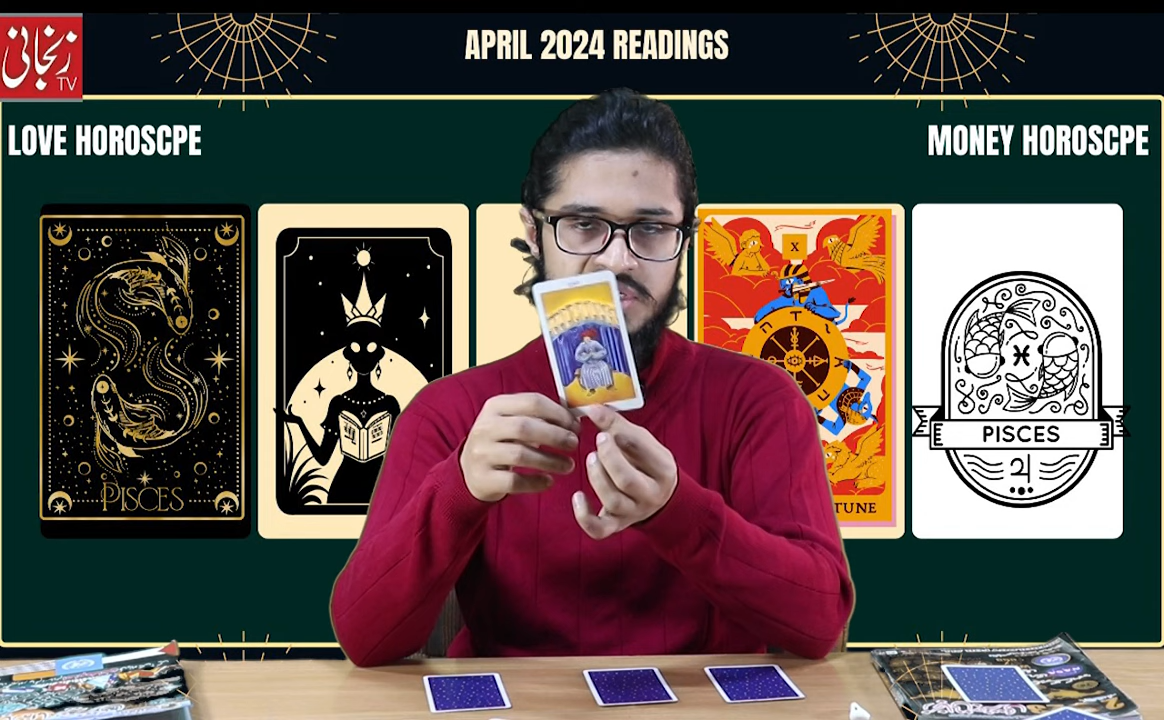 زنجانی
TV
APRIL 2024 READINGS
LOVE HOROSCPE
MONEY HOROSCPE
X
PISCES
TUNE
PISCES